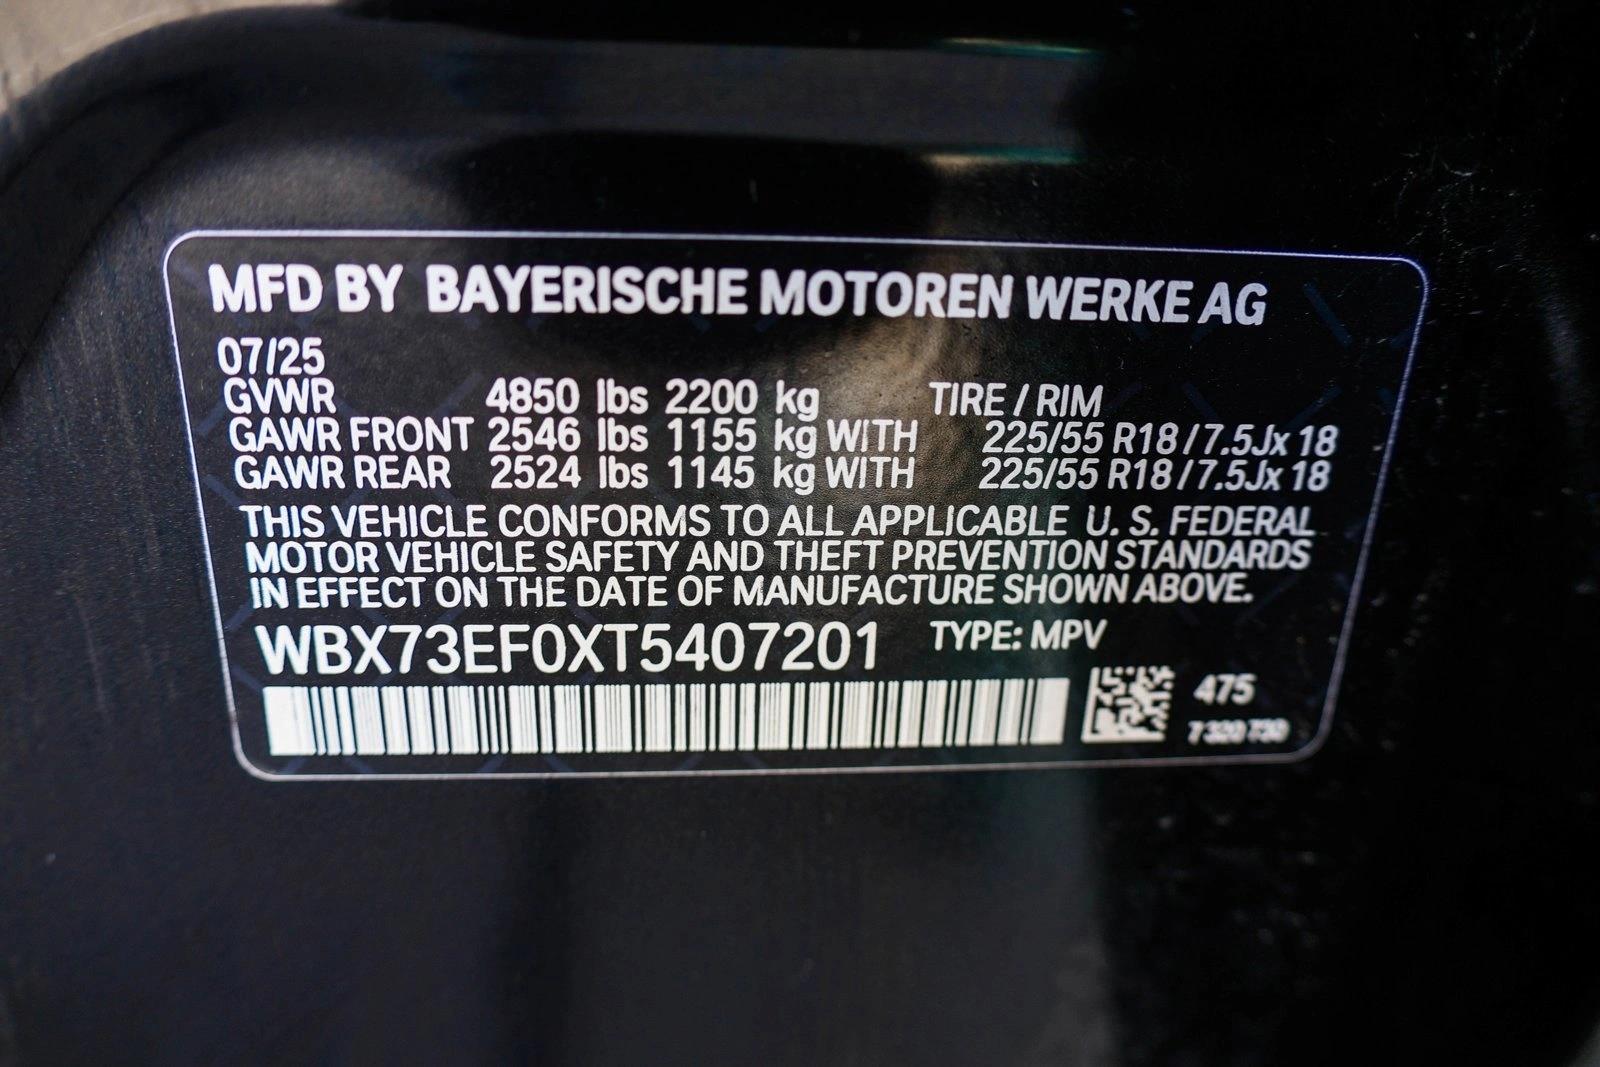 MFD BY BAYERISCHE MOTOREN WERKE AG
07/25
GVWR 4850 lbs 2200 kg TIRE / RIM
GAWR FRONT 2546 lbs 1155 kg WITH 225/55 R18 / 7.5Jx 18
GAWR REAR 2524 lbs 1145 kg WITH 225/55 R18 / 7.5Jx 18
THIS VEHICLE CONFORMS TO ALL APPLICABLE U. S. FEDERAL
MOTOR VEHICLE SAFETY AND THEFT PREVENTION STANDARDS
IN EFFECT ON THE DATE OF MANUFACTURE SHOWN ABOVE.
WBX73EF0XT5407201 TYPE: MPV
475
7 320 730